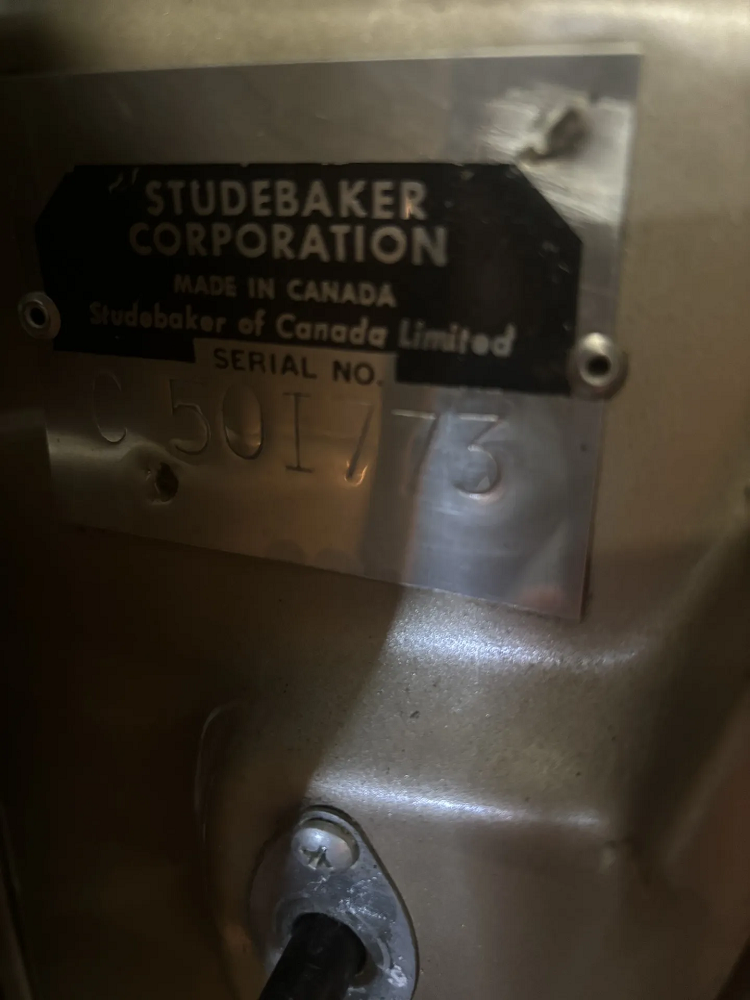 STUDEBAKER
CORPORATION
MADE IN CANADA
Studebaker of Canada Limited
SERIAL NO.
C 501773